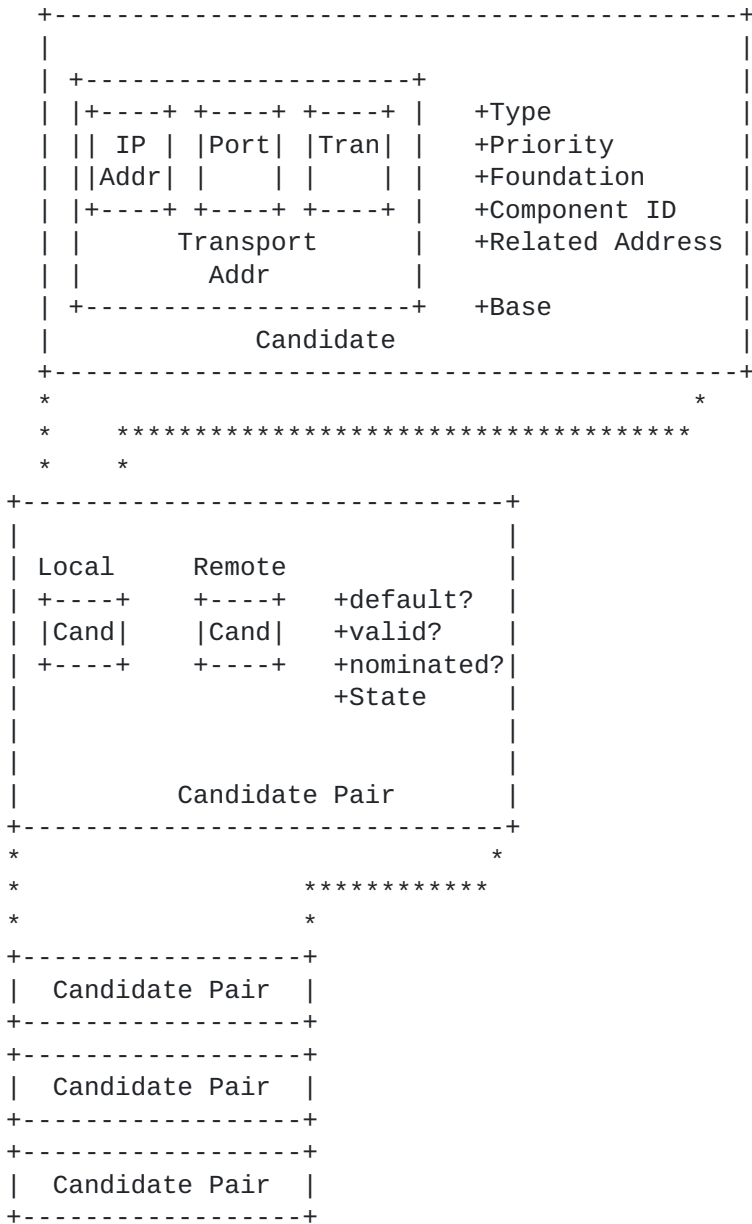 +Type
IP Port Tran +Priority
Addr +Foundation
+Component ID
Transport +Related Address
Addr
+Base
Candidate
Local Remote
+default?
Cand Cand +valid?
+nominated?
+State
Candidate Pair
Candidate Pair
Candidate Pair
Candidate Pair